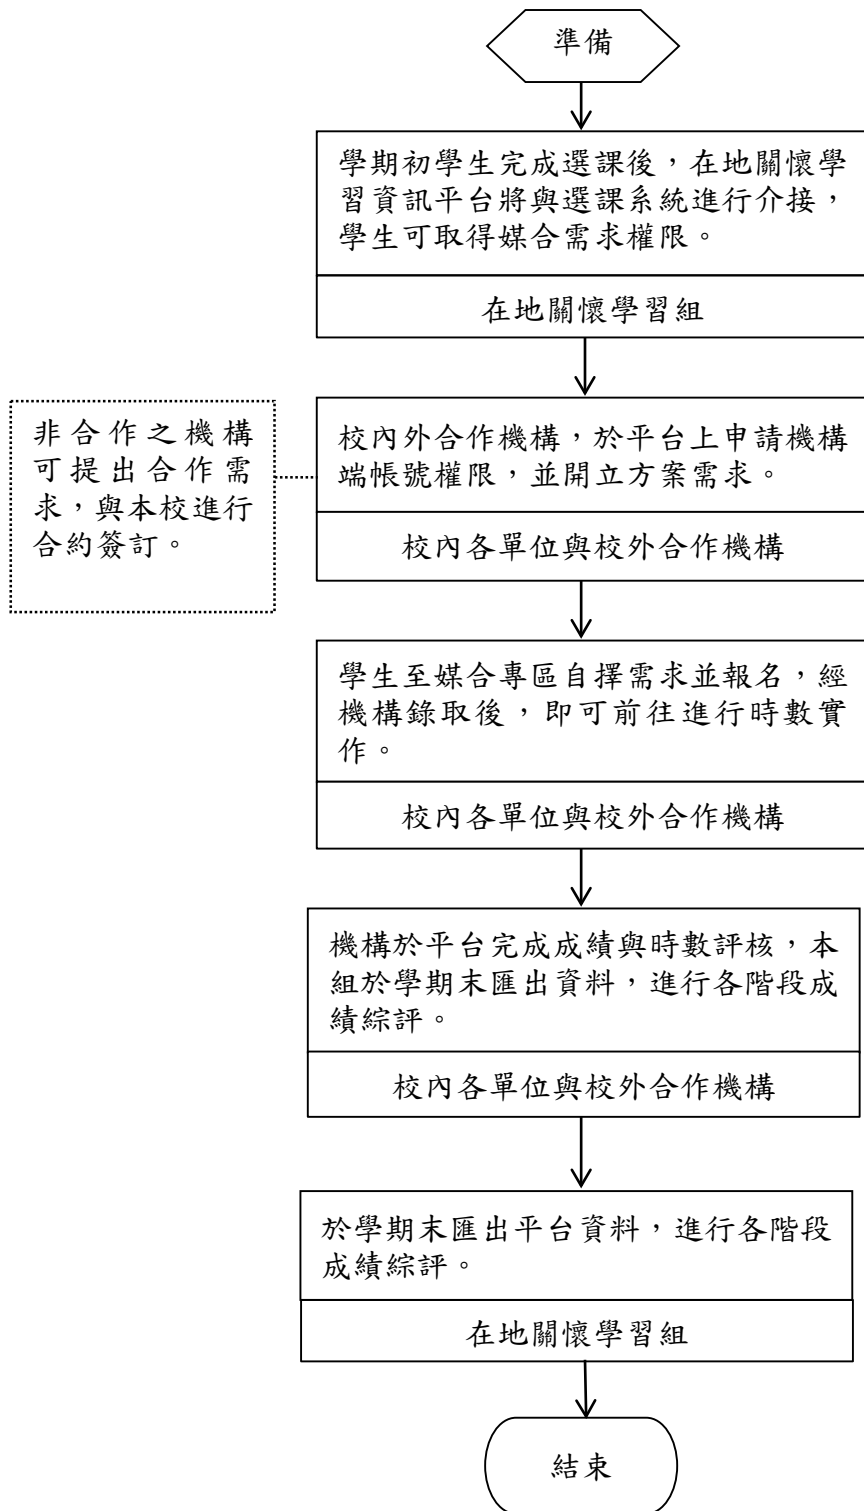 準備
學期初學生完成選課後，在地關懷學
習資訊平台將與選課系統進行介接，
學生可取得媒合需求權限。
在地關懷學習組
非合作之機構
可提出合作需
求，與本校進行
合約簽訂。
校內外合作機構，於平台上申請機構
端帳號權限，並開立方案需求。
校內各單位與校外合作機構
學生至媒合專區自擇需求並報名，經
機構錄取後，即可前往進行時數實
作。
校內各單位與校外合作機構
機構於平台完成成績與時數評核，本
組於學期末匯出資料，進行各階段成
績綜評。
校內各單位與校外合作機構
於學期末匯出平台資料，進行各階段
成績綜評。
在地關懷學習組
結束